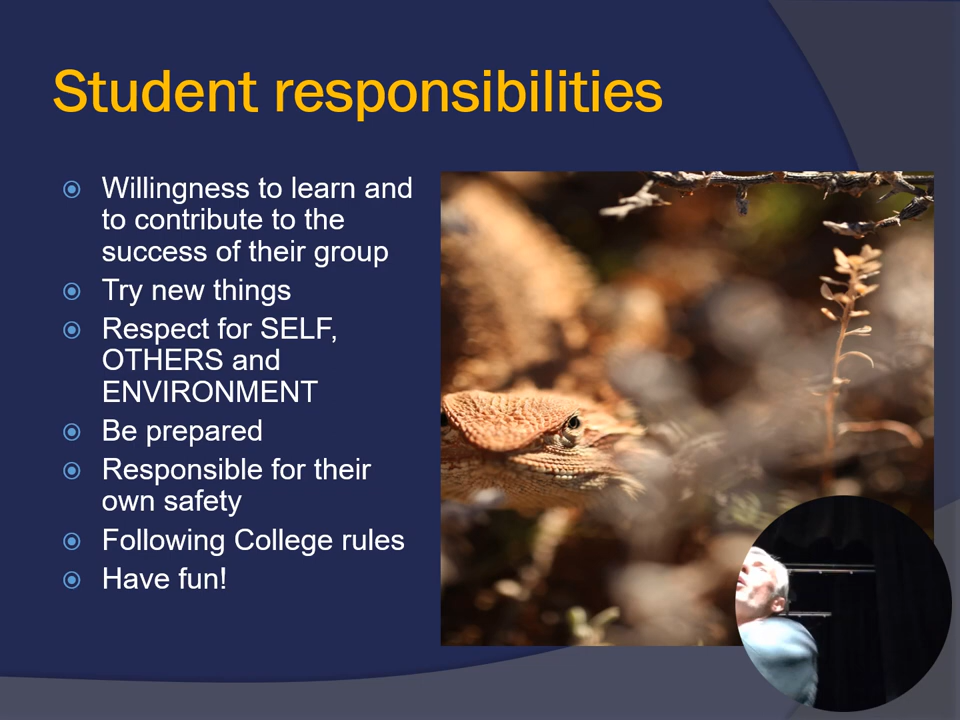 Student responsibilities
Willingness to learn and
to contribute to the
success of their group
Try new things
Respect for SELF,
OTHERS and
ENVIRONMENT
Be prepared
Responsible for their
own safety
Following College rules
Have fun!